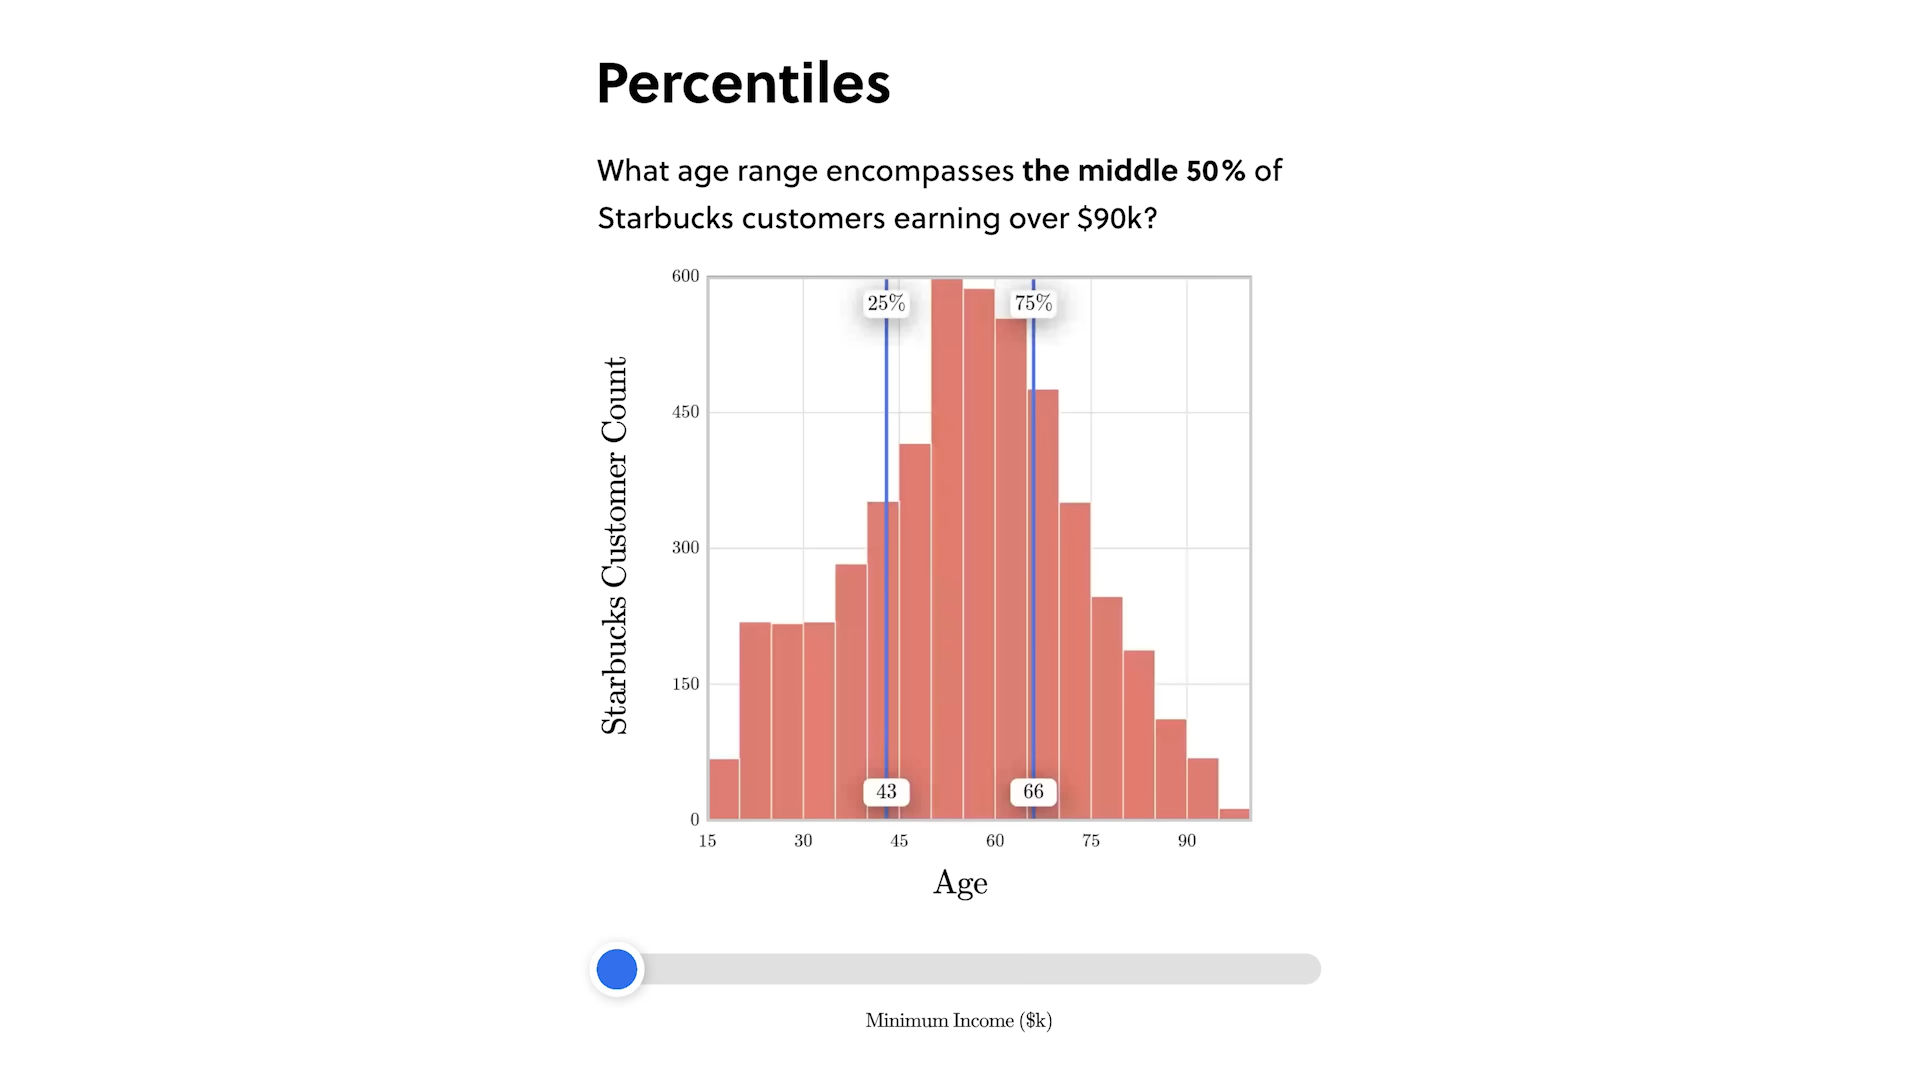 Percentiles
What age range encompasses the middle 50% of
Starbucks customers earning over $90k?
600
450
300
150
0
Starbucks Customer Count
25%
75%
43
66
15
30
45
60
75
90
Age
Minimum Income ($k)